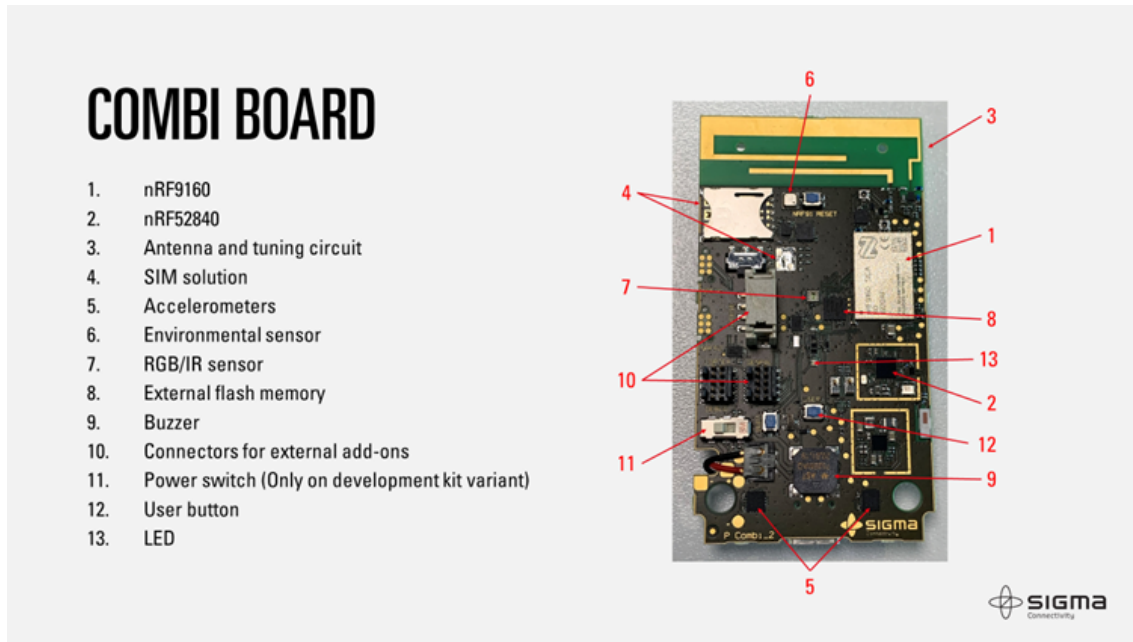 COMBI BOARD
1. nRF9160
2. nRF52840
3. Antenna and tuning circuit
4. SIM solution
5. Accelerometers
6. Environmental sensor
7. RGB/IR sensor
8. External flash memory
9. Buzzer
10. Connectors for external add-ons
11. Power switch (Only on development kit variant)
12. User button
13. LED
6
3
4
NRF91 RESET
1
7
8
13
10
2
12
11
9
SIGMA
P Combi_2
5
SIGMA
Connectivity